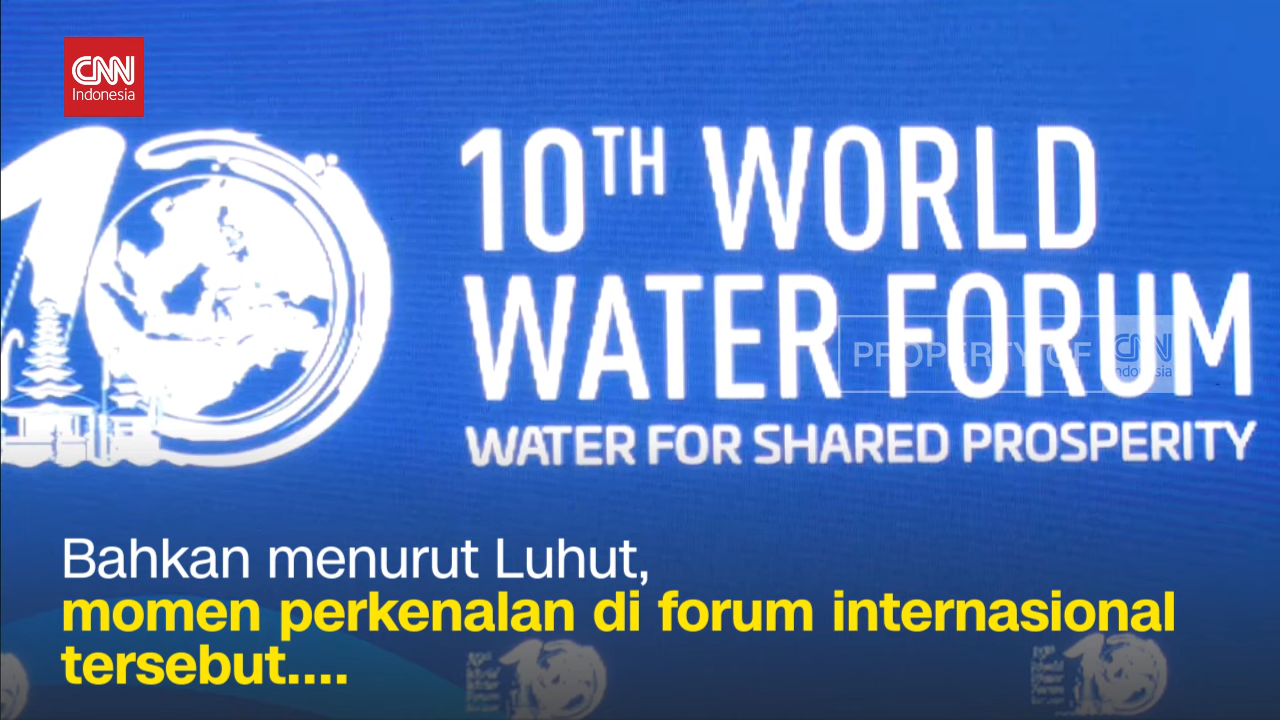 CNN
Indonesia
10TH WORLD
WATER FORUM
PROPERTY OF CNN
Indonesia
WATER FOR SHARED PROSPERITY
Bahkan menurut Luhut,
momen perkenalan di forum internasional
tersebut....